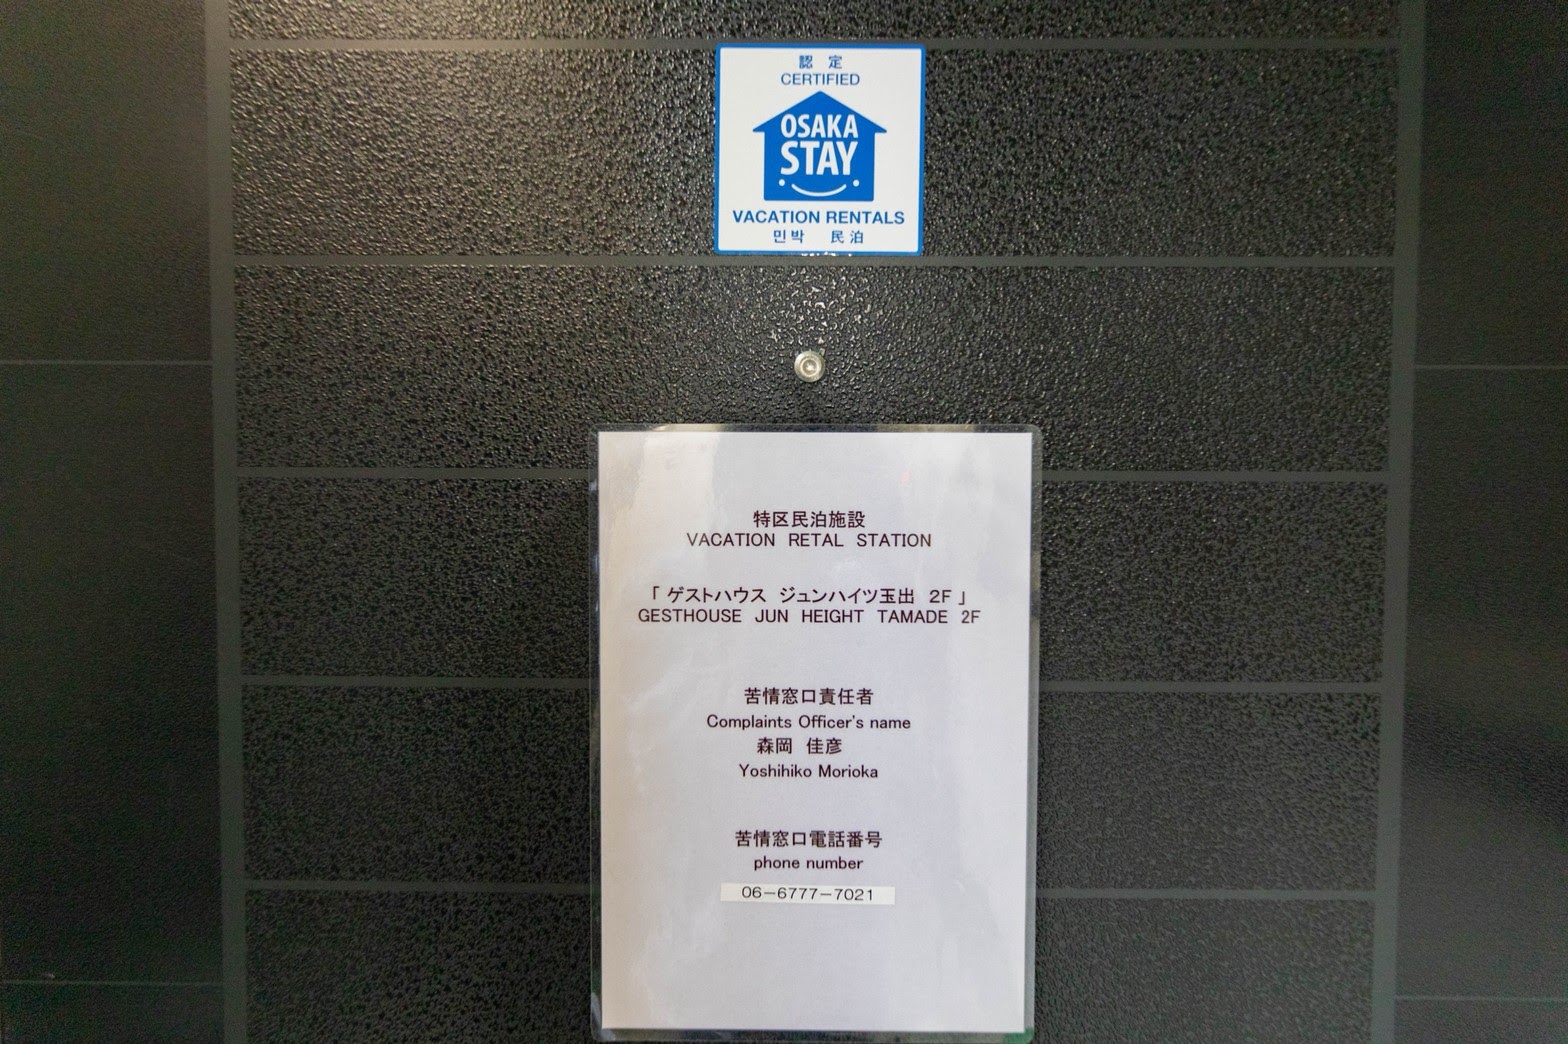 認 定
CERTIFIED
OSAKA
STAY
VACATION RENTALS
민박 民泊
特区民泊施設
VACATION RETAL STATION
「ゲストハウス ジュンハイツ玉出 2F」
GESTHOUSE JUN HEIGHT TAMADE 2F
苦情窓口責任者
Complaints Officer's name
森岡 佳彦
Yoshihiko Morioka
苦情窓口電話番号
phone number
06-6777-7021